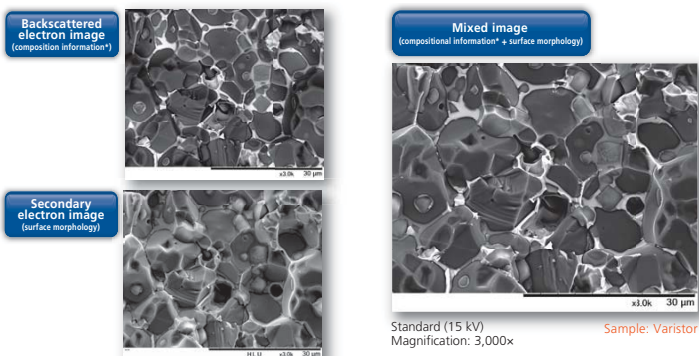 Backscattered
electron image
(composition information*)
x3.0k 30 µm
Secondary
electron image
(surface morphology)
x3.0k 30 µm
Mixed image
(compositional information* + surface morphology)
x3.0k 30 µm
Standard (15 kV)
Magnification: 3,000×
Sample: Varistor